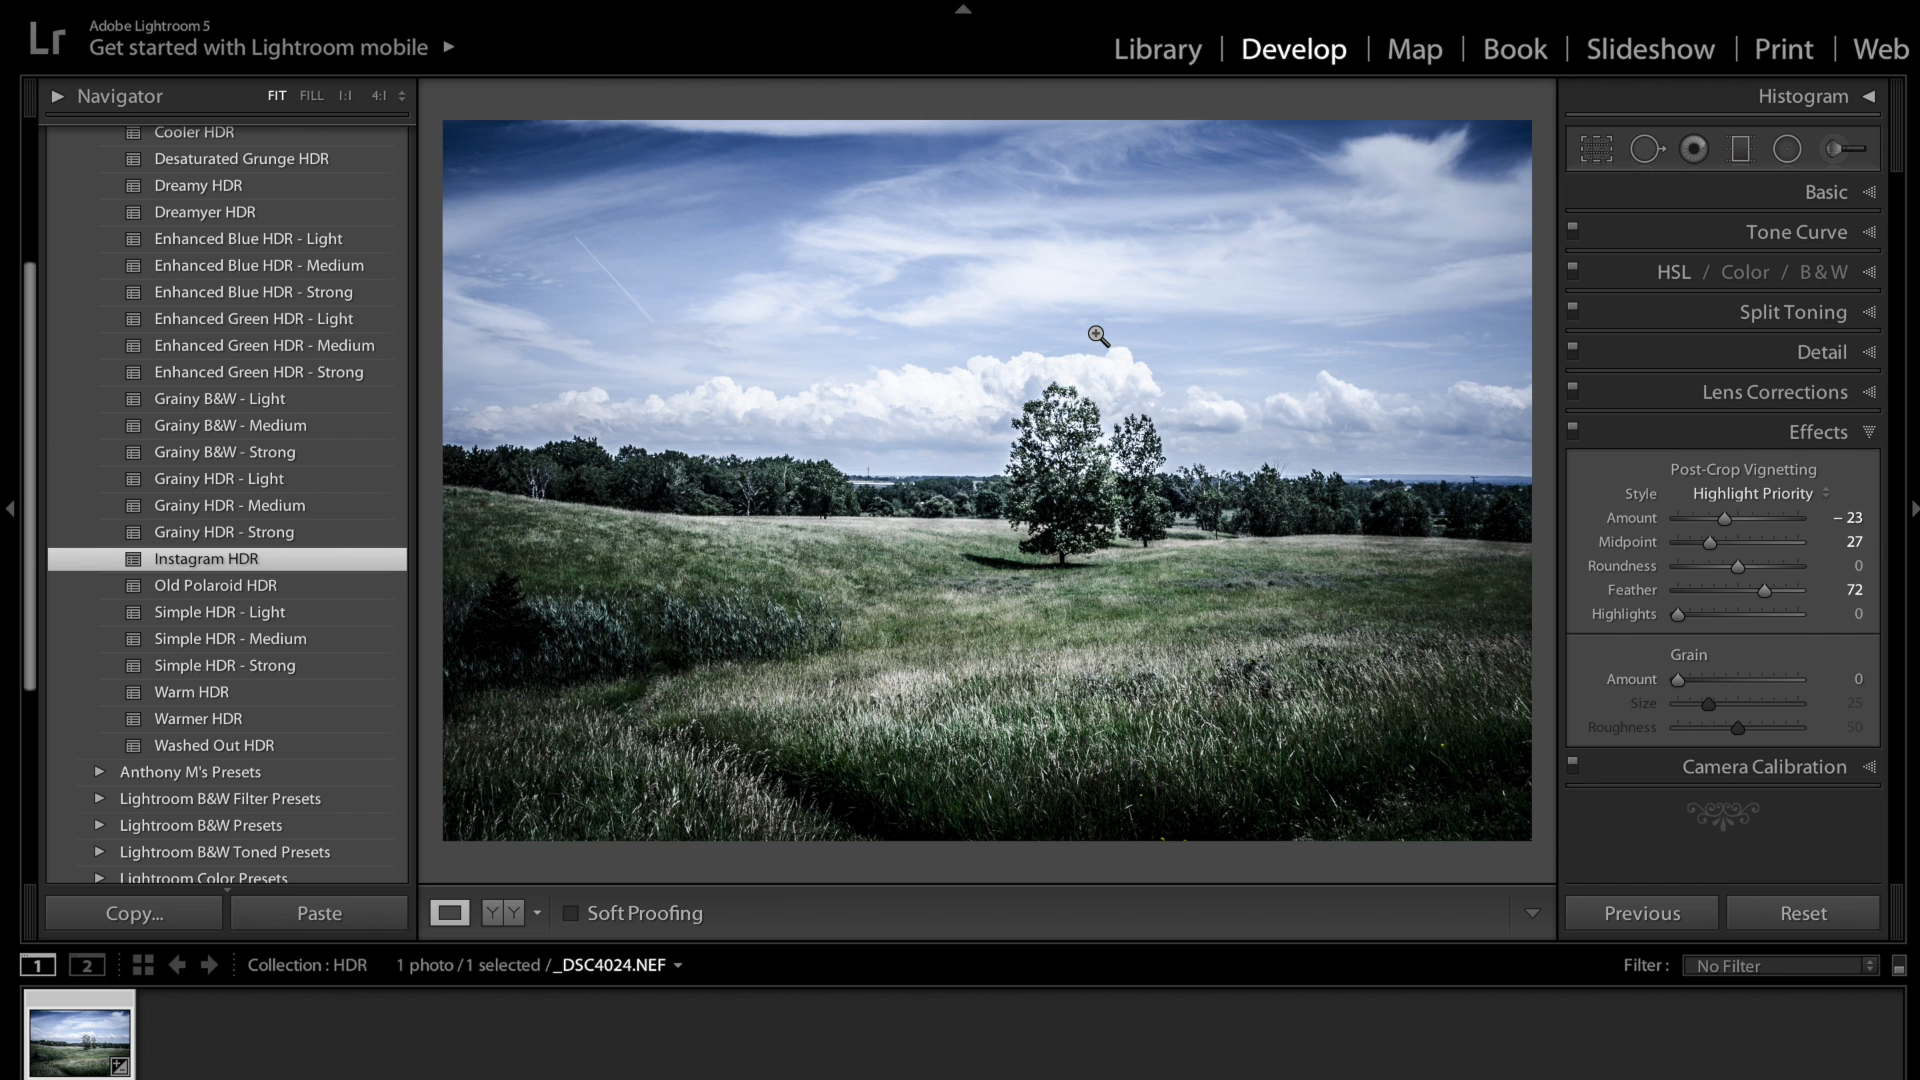 Lr
Adobe Lightroom 5
Get started with Lightroom mobile
Library | Develop | Map | Book | Slideshow | Print | Web
Navigator FIT FILL 1:1 4:1
Cooler HDR
Desaturated Grunge HDR
Dreamy HDR
Dreamyer HDR
Enhanced Blue HDR - Light
Enhanced Blue HDR - Medium
Enhanced Blue HDR - Strong
Enhanced Green HDR - Light
Enhanced Green HDR - Medium
Enhanced Green HDR - Strong
Grainy B&W - Light
Grainy B&W - Medium
Grainy B&W - Strong
Grainy HDR - Light
Grainy HDR - Medium
Grainy HDR - Strong
Instagram HDR
Old Polaroid HDR
Simple HDR - Light
Simple HDR - Medium
Simple HDR - Strong
Warm HDR
Warmer HDR
Washed Out HDR
Anthony M's Presets
Lightroom B&W Filter Presets
Lightroom B&W Presets
Lightroom B&W Toned Presets
Lightroom Color Presets
Copy... Paste
Soft Proofing
Histogram
Basic
Tone Curve
HSL / Color / B & W
Split Toning
Detail
Lens Corrections
Effects
Post-Crop Vignetting
Style Highlight Priority
Amount – 23
Midpoint 27
Roundness 0
Feather 72
Highlights 0
Grain
Amount 0
Size 25
Roughness 50
Camera Calibration
Previous Reset
1 2 Collection : HDR 1 photo / 1 selected / _DSC4024.NEF Filter : No Filter